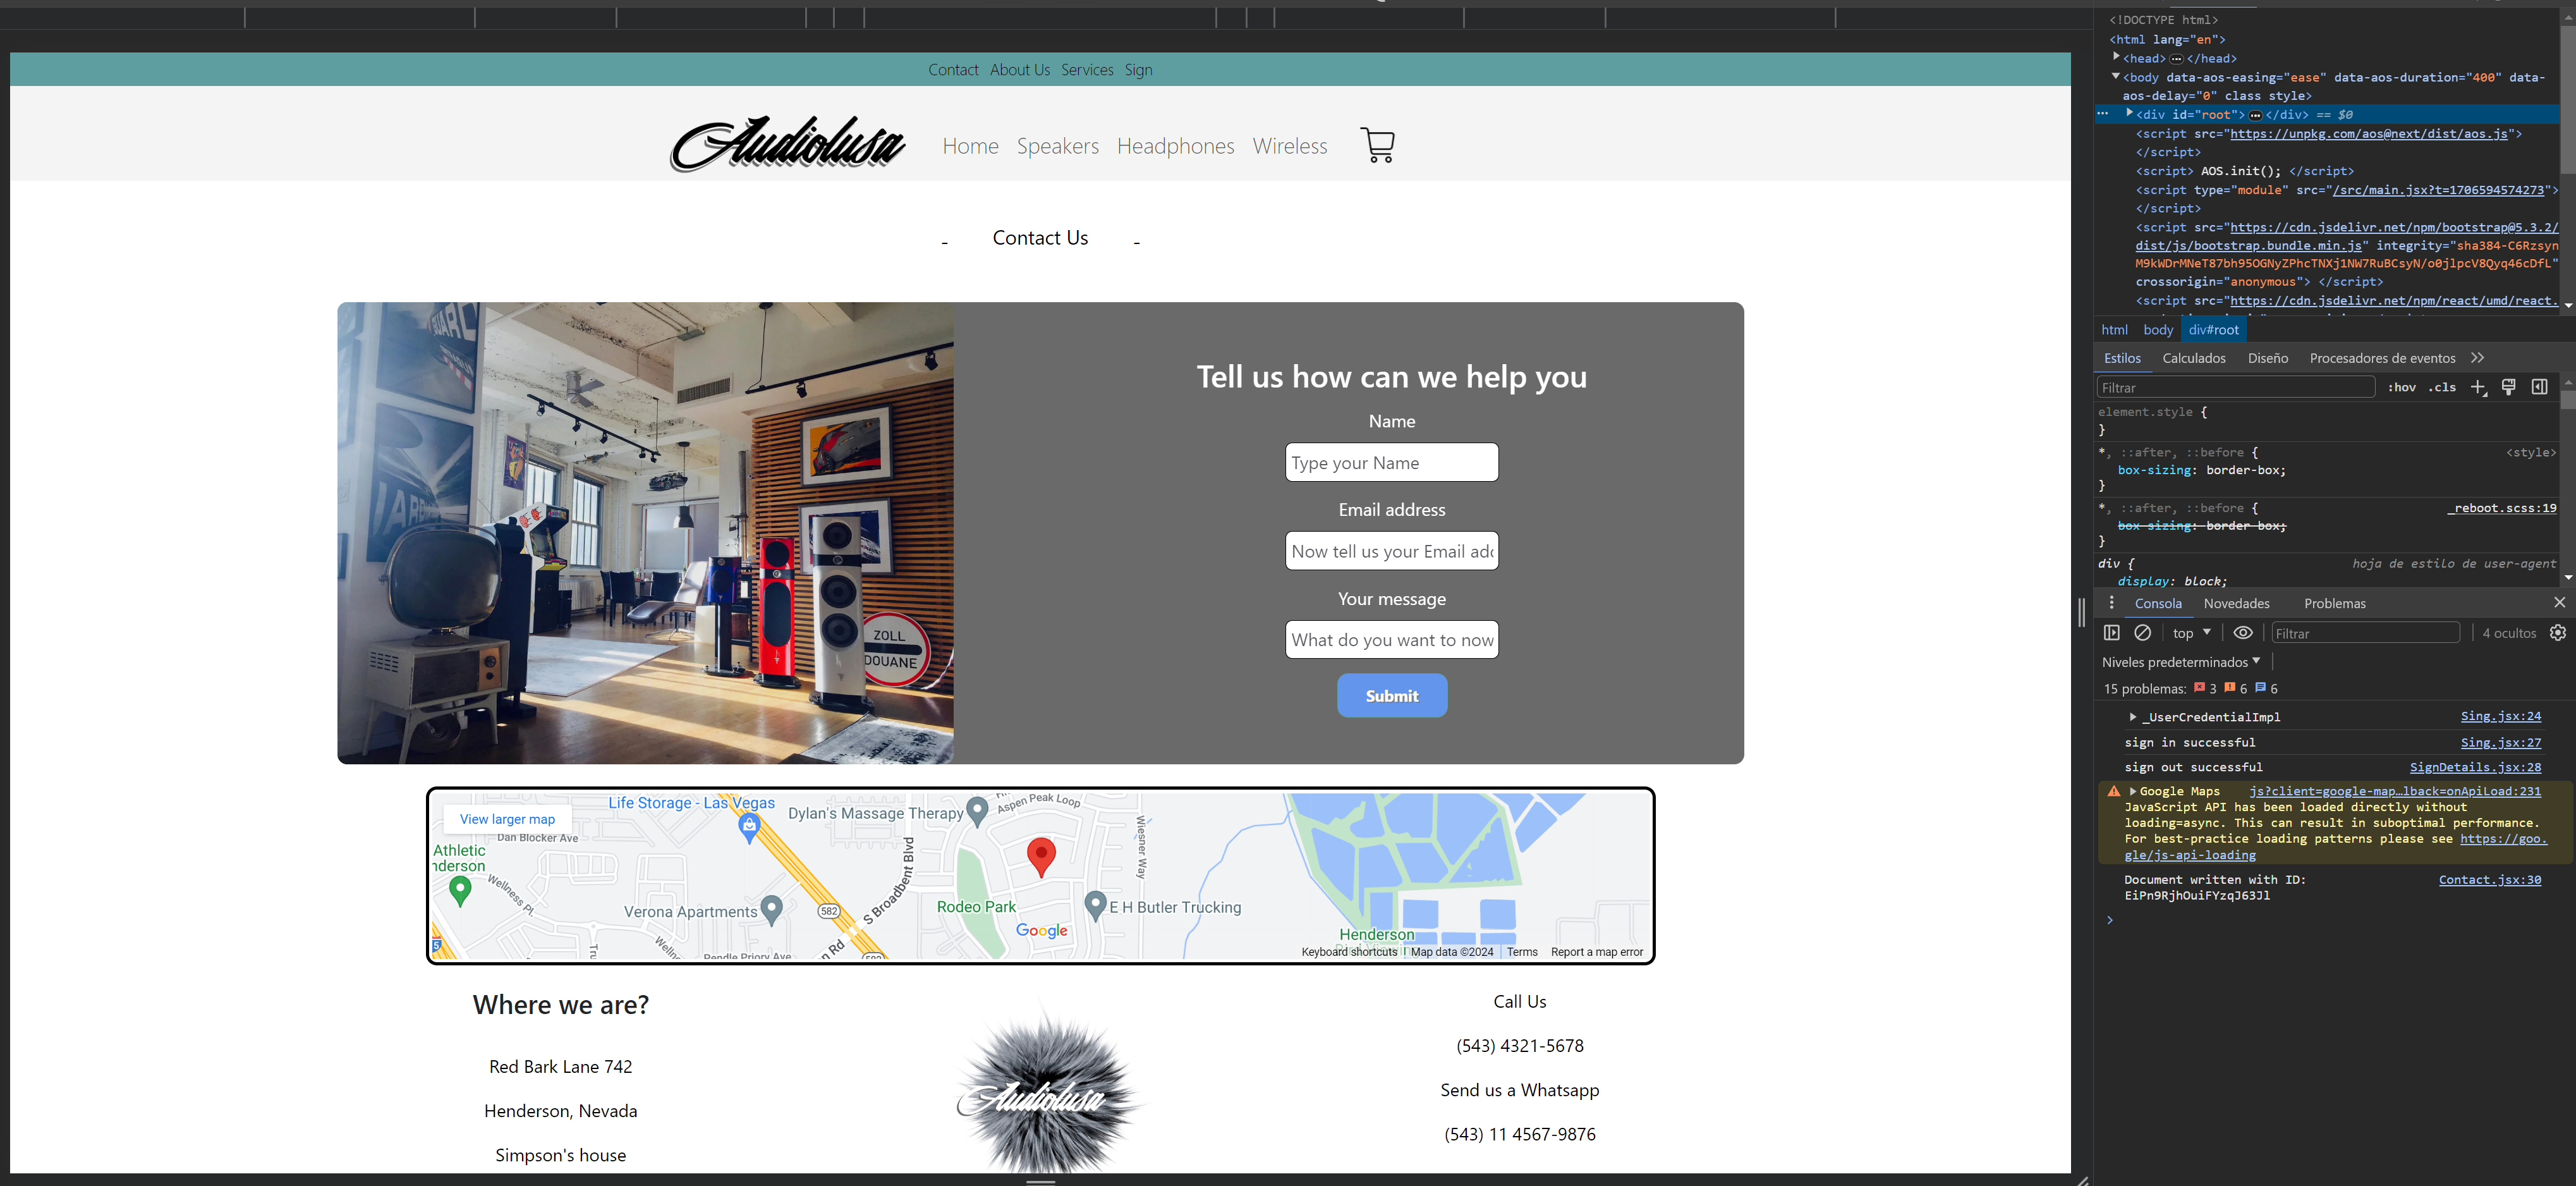 Contact About Us Services Sign
Audiolusa Home Speakers Headphones Wireless
- Contact Us -
ZOLL
DOUANE
Tell us how can we help you
Name
Type your Name
Email address
Now tell us your Email add
Your message
What do you want to now
Submit
View larger map
Life Storage - Las Vegas
Dylan's Massage Therapy
Aspen Peak Loop
Dan Blocker Ave
Athletic
nderson
Wellness Pl.
Verona Apartments
582
S Broadbent Blvd
Rodeo Park
E H Butler Trucking
Wiesner Way
Google
Henderson
Pendle Priory Ave
Keyboard shortcuts Map data ©2024 Terms Report a map error
Where we are?
Red Bark Lane 742
Henderson, Nevada
Simpson's house
Audiolusa
Call Us
(543) 4321-5678
Send us a Whatsapp
(543) 11 4567-9876
<!DOCTYPE html>
<html lang="en">
<head> ••• </head>
<body data-aos-easing="ease" data-aos-duration="400" data-
aos-delay="0" class style>
••• <div id="root"> ••• </div> == $0
<script src="https://unpkg.com/aos@next/dist/aos.js">
</script>
<script> AOS.init(); </script>
<script type="module" src="/src/main.jsx?t=1706594574273">
</script>
<script src="https://cdn.jsdelivr.net/npm/bootstrap@5.3.2/
dist/js/bootstrap.bundle.min.js" integrity="sha384-C6Rzsyn
M9kWDrMNeT87bh95OGNyZPhcTNXj1NW7RuBCsyN/o0jlpcV8Qyq46cDfL"
crossorigin="anonymous"> </script>
<script src="https://cdn.jsdelivr.net/npm/react/umd/react.
html body div#root
Estilos Calculados Diseño Procesadores de eventos
Filtrar :hov .cls
element.style {
}
*, ::after, ::before { <style>
box-sizing: border-box;
}
*, ::after, ::before { _reboot.scss:19
box-sizing: border-box;
}
div { hoja de estilo de user-agent
display: block;
Consola Novedades Problemas
top Filtrar 4 ocultos
Niveles predeterminados
15 problemas: 3 6 6
_UserCredentialImpl Sing.jsx:24
sign in successful Sing.jsx:27
sign out successful SignDetails.jsx:28
Google Maps js?client=google-map…lback=onApiLoad:231
JavaScript API has been loaded directly without
loading=async. This can result in suboptimal performance.
For best-practice loading patterns please see https://goo.
gle/js-api-loading
Document written with ID: Contact.jsx:30
EiPn9RjhOuiFYzqJ63Jl